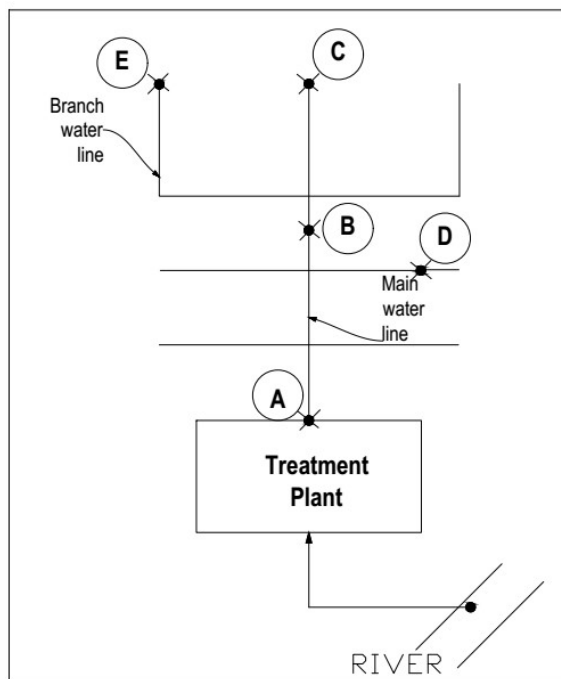 E
C
Branch
water
line
B
D
Main
water
line
A
Treatment
Plant
RIVER